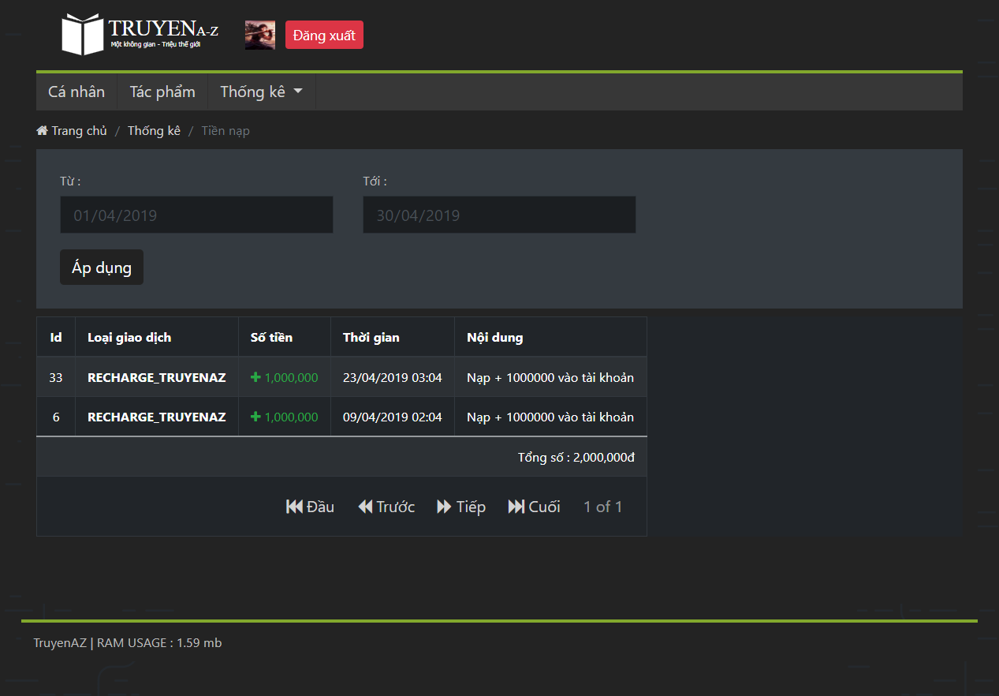 TRUYENA-Z
Một không gian - Triệu thế giới
Đăng xuất
Cá nhân Tác phẩm Thống kê
Trang chủ / Thống kê / Tiền nạp
Từ : Tới :
01/04/2019 30/04/2019
Áp dụng
Id Loại giao dịch Số tiền Thời gian Nội dung
33 RECHARGE_TRUYENAZ + 1,000,000 23/04/2019 03:04 Nạp + 1000000 vào tài khoản
6 RECHARGE_TRUYENAZ + 1,000,000 09/04/2019 02:04 Nạp + 1000000 vào tài khoản
Tổng số : 2,000,000đ
Đầu Trước Tiếp Cuối 1 of 1
TruyenAZ | RAM USAGE : 1.59 mb